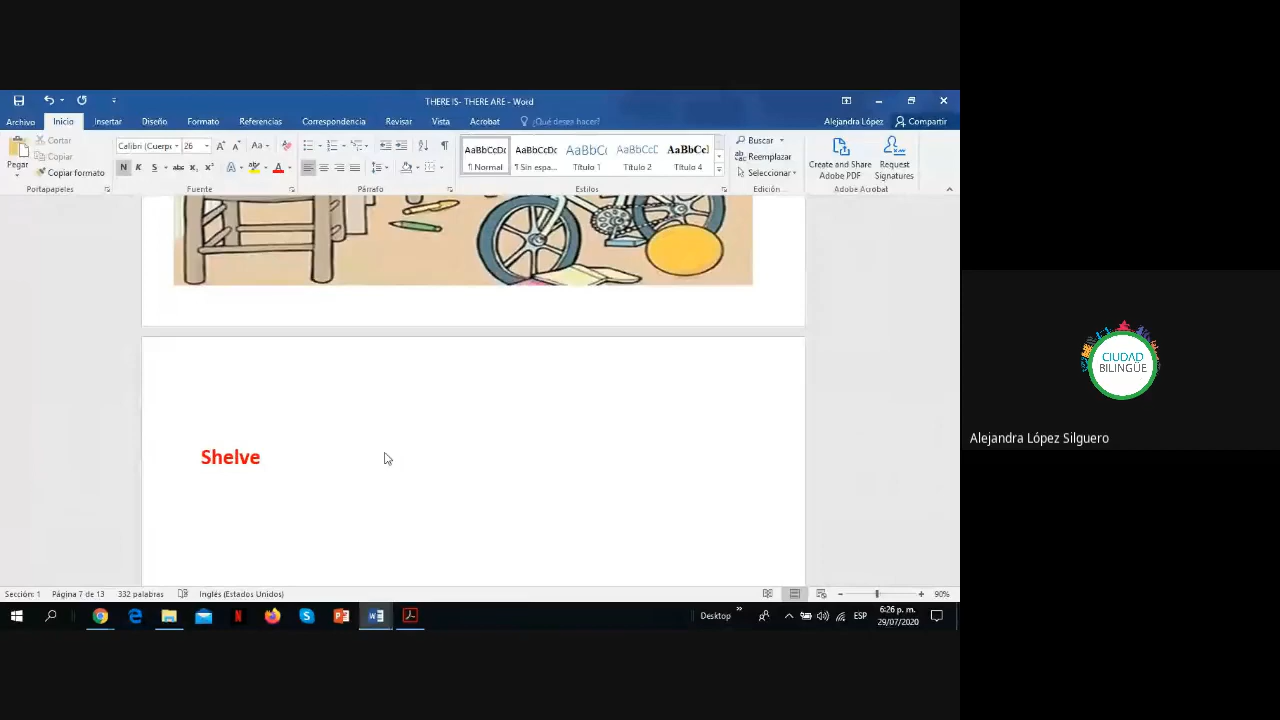 THERE IS- THERE ARE - Word
Archivo Inicio Insertar Diseño Formato Referencias Correspondencia Revisar Vista Acrobat ¿Qué desea hacer? Alejandra López Compartir
Pegar
Cortar
Copiar
Copiar formato
Portapapeles
Calibri (Cuerp 26
N K S abc
Fuente
Párrafo
AaBbCcDc AaBbCcDc AaBbCc AaBbCcC AaBbCcI
¶ Normal ¶ Sin espa... Título 1 Título 2 Título 4
Estilos
Buscar
Reemplazar
Seleccionar
Edición
Create and Share
Adobe PDF
Request
Signatures
Adobe Acrobat
Shelve
CIUDAD
BILINGÜE
Alejandra López Silguero
Sección: 1 Página 7 de 13 332 palabras Inglés (Estados Unidos) 90%
Desktop ESP 6:26 p. m.
29/07/2020